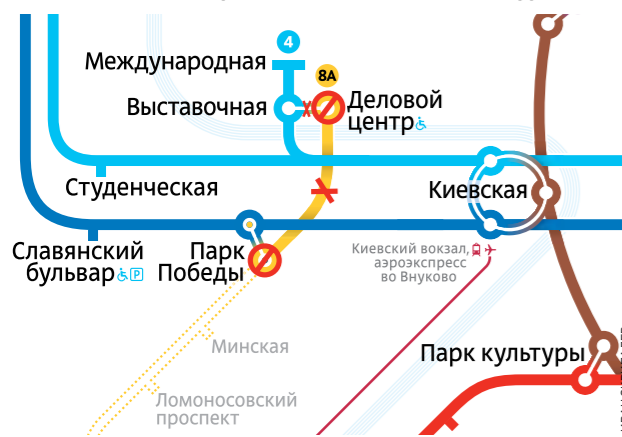 4
Международная
8А
Выставочная
Деловой
центр
Студенческая
Киевская
Славянский
бульвар
P
Парк
Победы
Киевский вокзал,
аэроэкспресс
во Внуково
Минская
Парк культуры
Ломоносовский
проспект